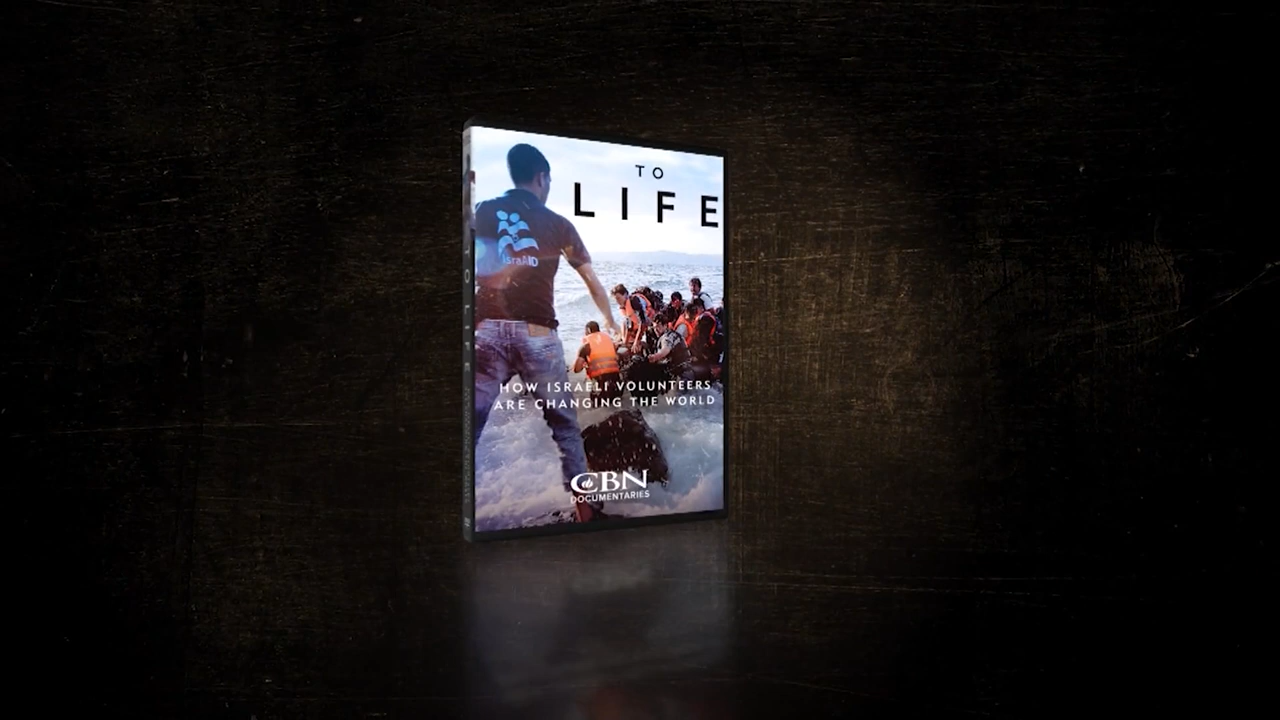 TO
LIFE
IsraAID
HOW ISRAELI VOLUNTEERS
ARE CHANGING THE WORLD
CBN
DOCUMENTARIES
TO LIFE